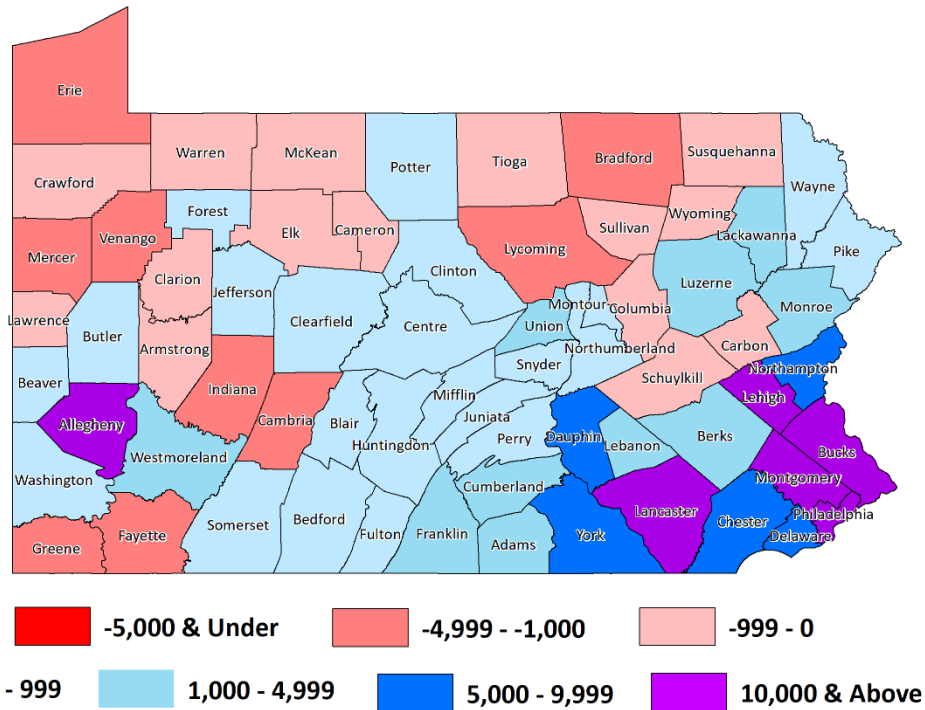 Erie
Warren
McKean
Potter
Tioga
Bradford
Susquehanna
Crawford
Wayne
Forest
Wyoming
Venango
Elk
Cameron
Sullivan
Lackawanna
Mercer
Lycoming
Pike
Clarion
Clinton
Jefferson
Luzerne
Lawrence
Clearfield
Montour
Columbia
Monroe
Butler
Centre
Union
Armstrong
Northumberland
Carbon
Beaver
Snyder
Northampton
Indiana
Schuylkill
Mifflin
Lehigh
Allegheny
Cambria
Blair
Juniata
Huntingdon
Perry
Dauphin
Lebanon
Berks
Bucks
Westmoreland
Montgomery
Washington
Cumberland
Lancaster
Philadelphia
Somerset
Bedford
Fulton
Franklin
Adams
York
Chester
Delaware
Greene
Fayette
-5,000 & Under
-4,999 - -1,000
-999 - 0
- 999
1,000 - 4,999
5,000 - 9,999
10,000 & Above